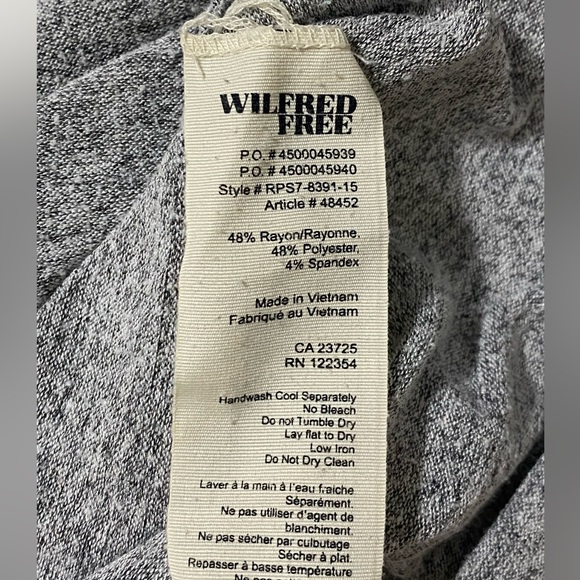 WILFRED
FREE
P.O. # 4500045939
P.O. # 4500045940
Style # RPS7-8391-15
Article # 48452
48% Rayon/Rayonne,
48% Polyester,
4% Spandex
Made in Vietnam
Fabriqué au Vietnam
CA 23725
RN 122354
Handwash Cool Separately
No Bleach
Do not Tumble Dry
Lay flat to Dry
Low Iron
Do Not Dry Clean
Laver à la main à l'eau fraiche
Séparément.
Ne pas utiliser d'agent de
blanchiment.
Ne pas sécher par culbutage.
Sécher à plat.
Repasser à basse température